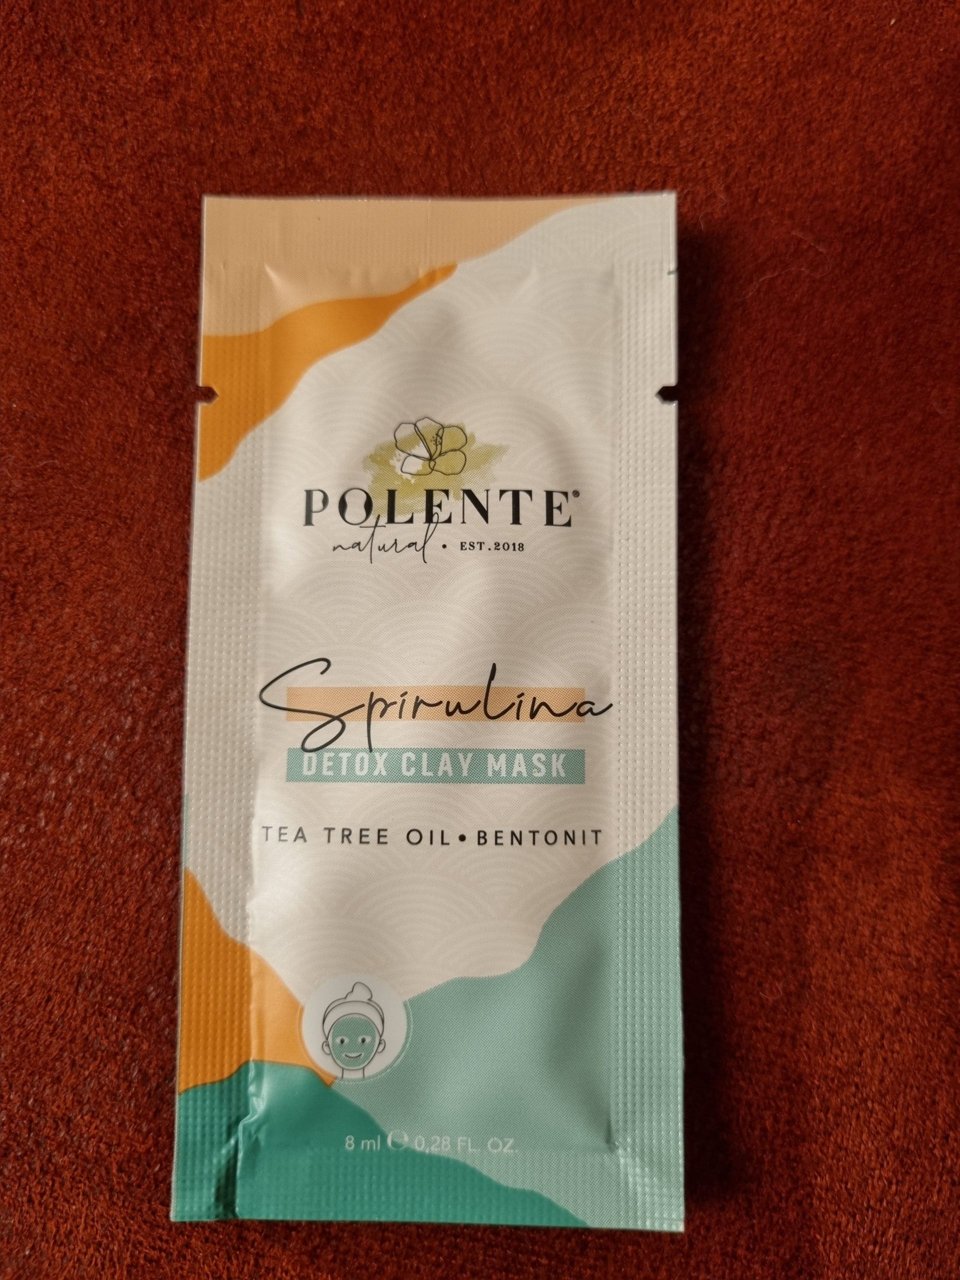 POLENTE®
natural • EST.2018
Spirulina
DETOX CLAY MASK
TEA TREE OIL • BENTONIT
8 ml ℮ 0,28 FL. OZ.